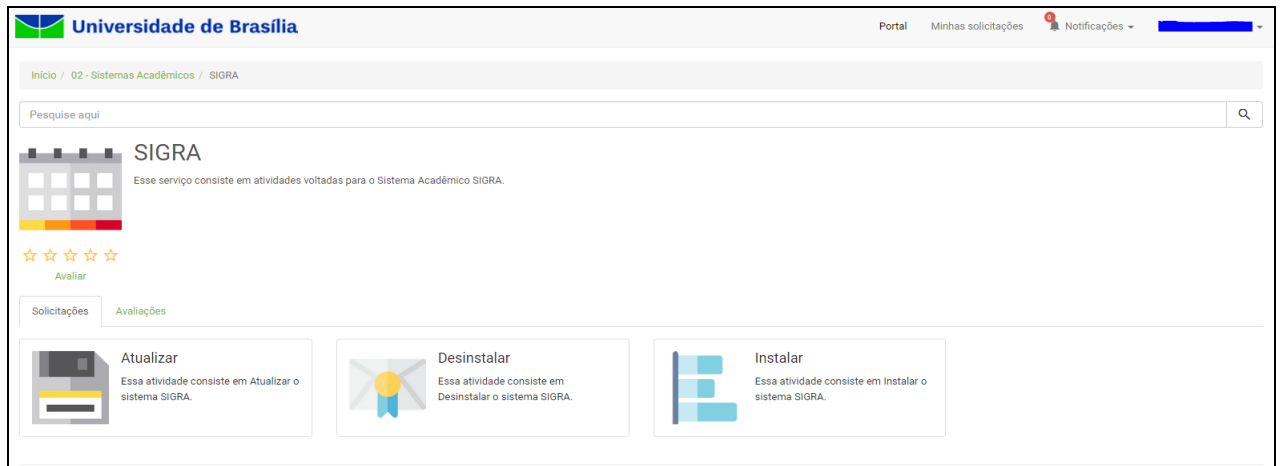 Universidade de Brasília
Portal Minhas solicitações 0 Notificações
Início / 02 - Sistemas Acadêmicos / SIGRA
Pesquise aqui
SIGRA
Esse serviço consiste em atividades voltadas para o Sistema Acadêmico SIGRA.
Avaliar
Solicitações Avaliações
Atualizar
Essa atividade consiste em Atualizar o
sistema SIGRA.
Desinstalar
Essa atividade consiste em
Desinstalar o sistema SIGRA.
Instalar
Essa atividade consiste em Instalar o
sistema SIGRA.